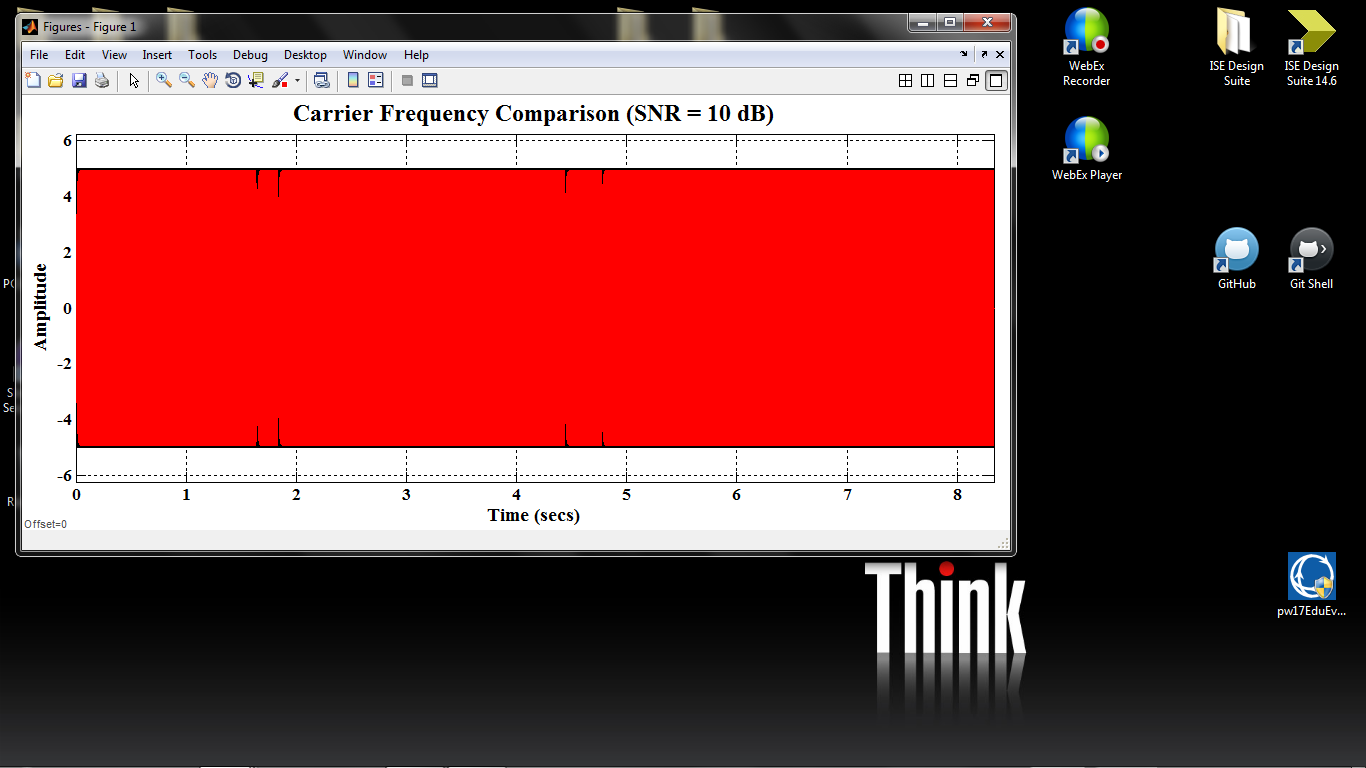 Figures - Figure 1
File Edit View Insert Tools Debug Desktop Window Help
Carrier Frequency Comparison (SNR = 10 dB)
6
4
2
0
-2
-4
-6
Amplitude
0 1 2 3 4 5 6 7 8
Time (secs)
Offset=0
WebEx
Recorder
ISE Design
Suite
ISE Design
Suite 14.6
WebEx Player
GitHub
Git Shell
pw17EduEv...
Think